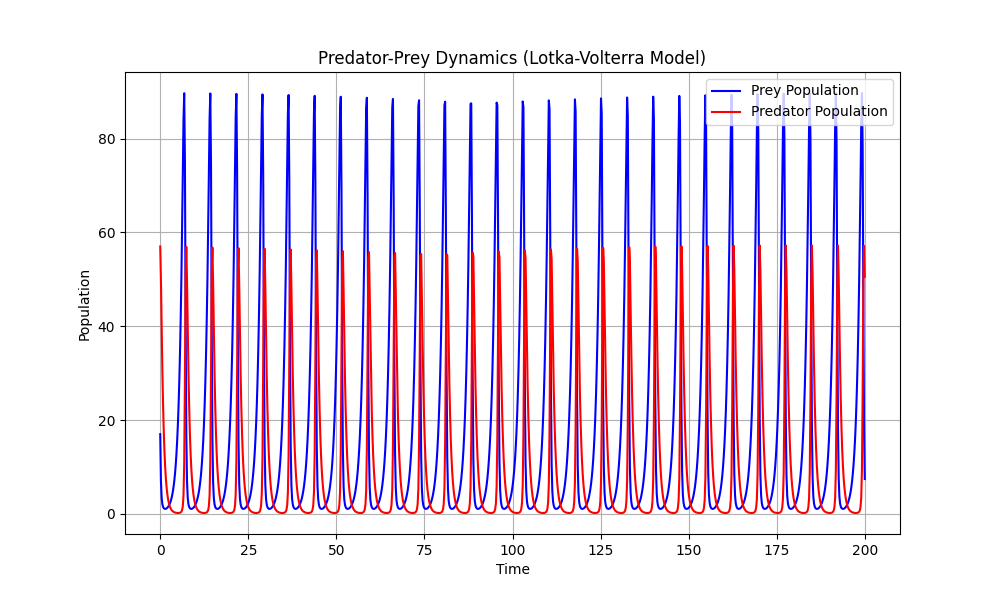 Predator-Prey Dynamics (Lotka-Volterra Model)
Prey Population
Predator Population
Population
80
60
40
20
0
0 25 50 75 100 125 150 175 200
Time